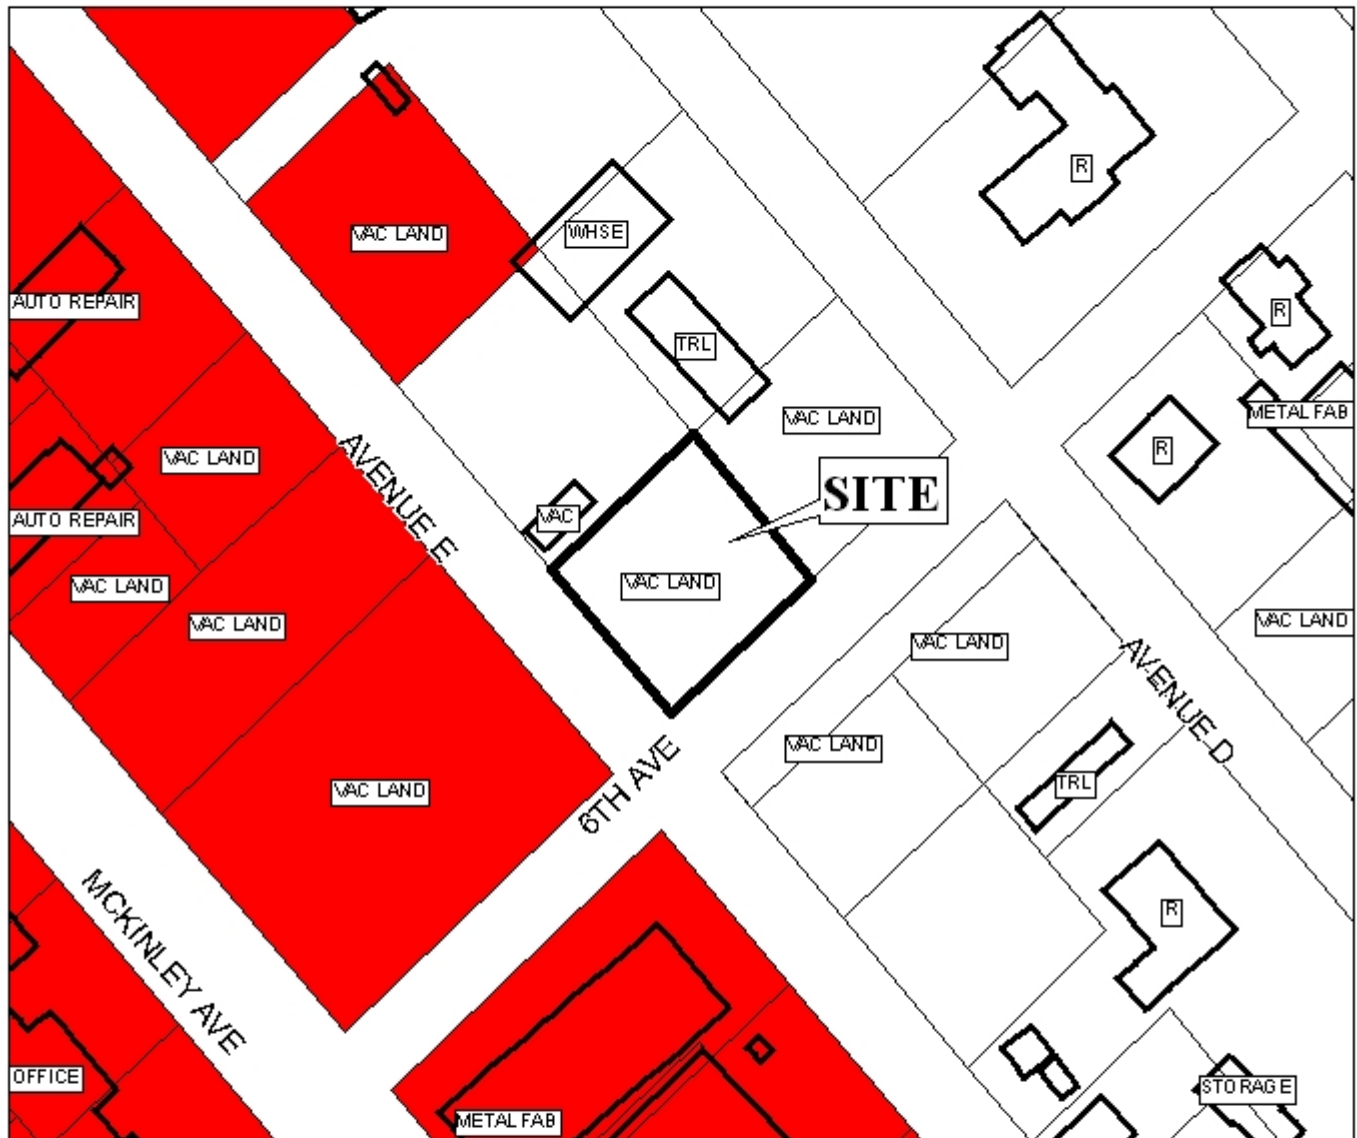 R
VAC LAND
WHSE
AUTO REPAIR
R
TRL
METAL FAB
VAC LAND
R
VAC LAND
AVENUE E
SITE
VAC
AUTO REPAIR
VAC LAND
VAC LAND
VAC LAND
VAC LAND
VAC LAND
AVENUE D
VAC LAND
6TH AVE
TRL
VAC LAND
R
MCKINLEY AVE
OFFICE
STORAGE
METAL FAB